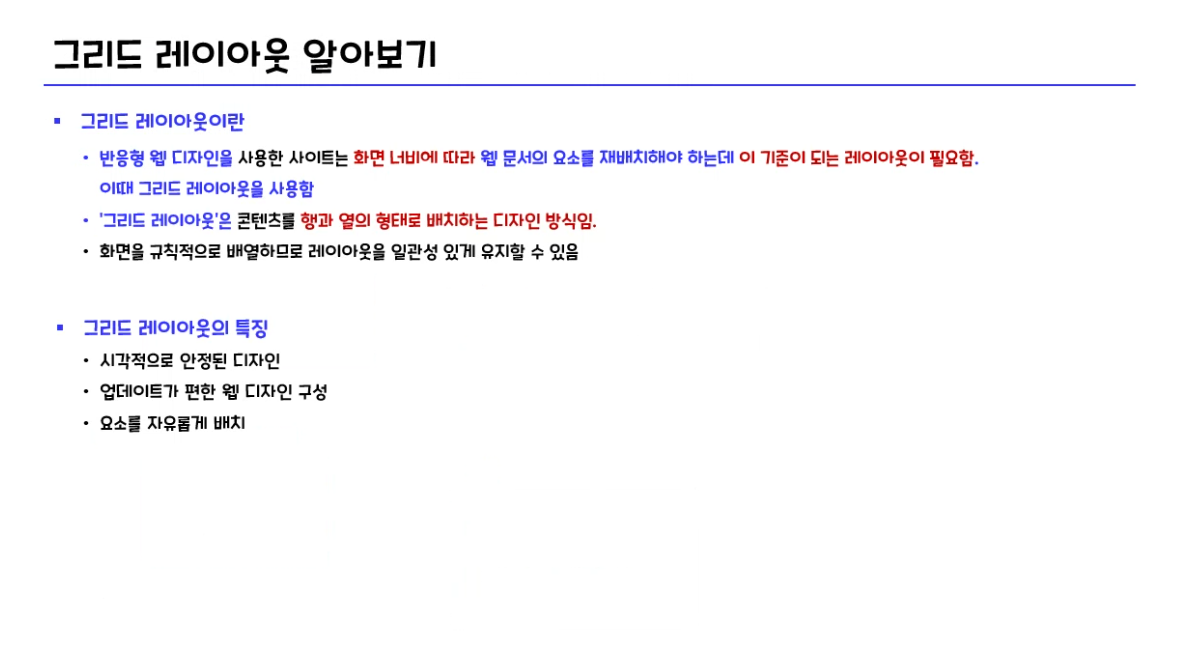 그리드 레이아웃 알아보기
▪ 그리드 레이아웃이란
• 반응형 웹 디자인을 사용한 사이트는 화면 너비에 따라 웹 문서의 요소를 재배치해야 하는데 이 기준이 되는 레이아웃이 필요함.
이때 그리드 레이아웃을 사용함
• '그리드 레이아웃'은 콘텐츠를 행과 열의 형태로 배치하는 디자인 방식임.
• 화면을 규칙적으로 배열하므로 레이아웃을 일관성 있게 유지할 수 있음
▪ 그리드 레이아웃의 특징
• 시각적으로 안정된 디자인
• 업데이트가 편한 웹 디자인 구성
• 요소를 자유롭게 배치